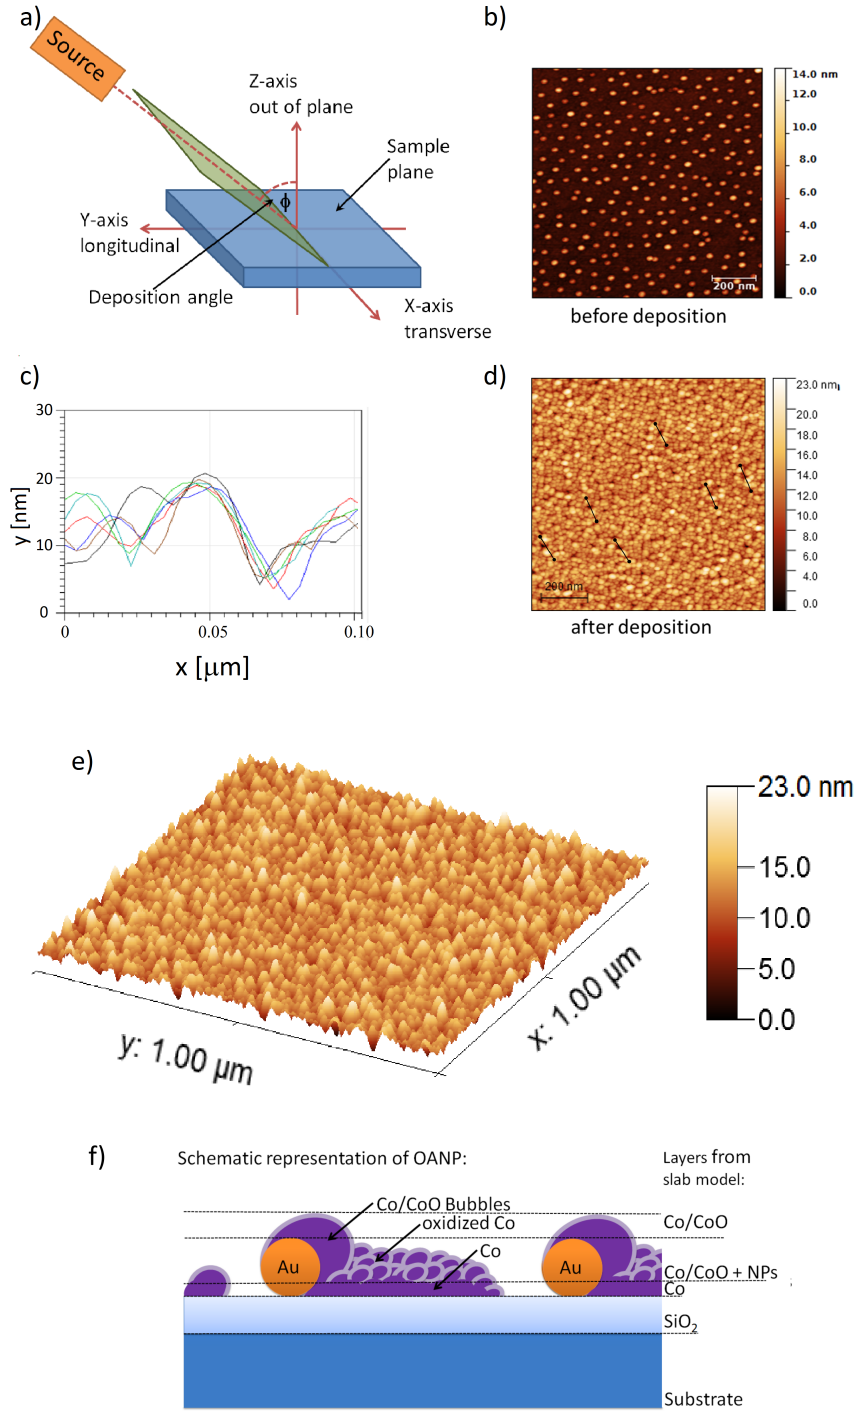 a)
Source
Z-axis
out of plane
Sample
plane
ϕ
Y-axis
longitudinal
Deposition angle
X-axis
transverse
b)
14.0 nm
12.0
10.0
8.0
6.0
4.0
2.0
0.0
200 nm
before deposition
c)
30
20
10
0
y [nm]
0
0.05
0.10
x [μm]
d)
23.0 nm
20.0
18.0
16.0
14.0
12.0
10.0
8.0
6.0
4.0
0.0
200 nm
after deposition
e)
23.0 nm
15.0
10.0
5.0
0.0
y: 1.00 μm
x: 1.00 μm
f)
Schematic representation of OANP:
Layers from
slab model:
Co/CoO Bubbles
oxidized Co
Co
Au
Au
Co/CoO
Co/CoO + NPs
Co
SiO₂
Substrate